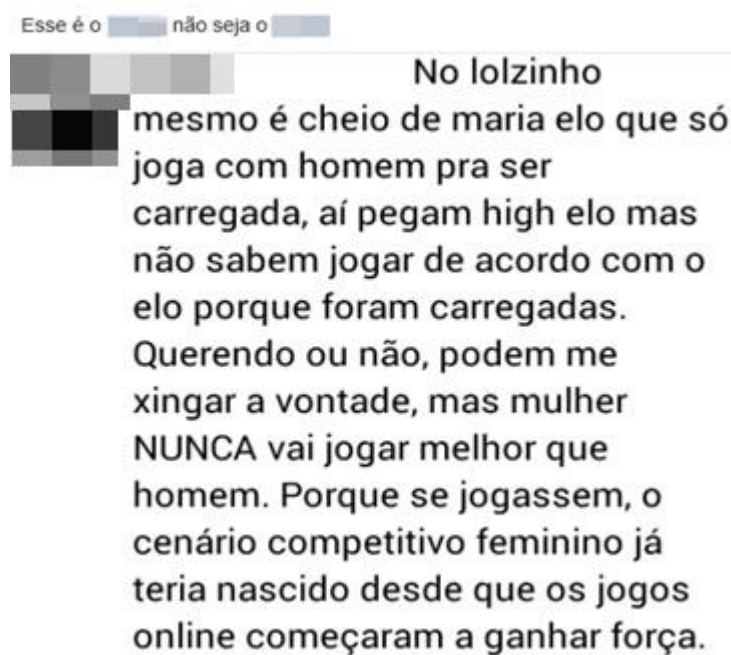 Esse é o não seja o
No lolzinho
mesmo é cheio de maria elo que só
joga com homem pra ser
carregada, aí pegam high elo mas
não sabem jogar de acordo com o
elo porque foram carregadas.
Querendo ou não, podem me
xingar a vontade, mas mulher
NUNCA vai jogar melhor que
homem. Porque se jogassem, o
cenário competitivo feminino já
teria nascido desde que os jogos
online começaram a ganhar força.